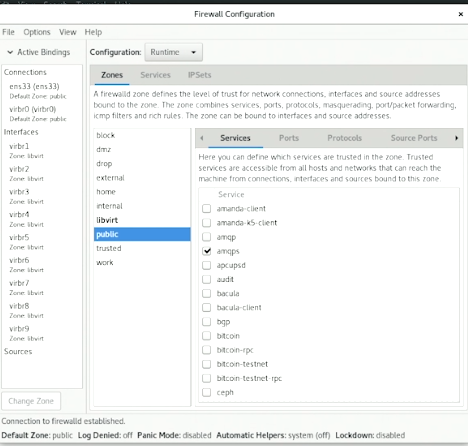 Firewall Configuration
File Options View Help
Active Bindings
Configuration: Runtime
Connections
ens33 (ens33)
Default Zone: public
virbr0 (virbr0)
Default Zone: public
Interfaces
virbr1
Zone: libvirt
virbr2
Zone: libvirt
virbr3
Zone: libvirt
virbr4
Zone: libvirt
virbr5
Zone: libvirt
virbr6
Zone: libvirt
virbr7
Zone: libvirt
virbr8
Zone: libvirt
virbr9
Zone: libvirt
Sources
Change Zone
Zones Services IPSets
A firewalld zone defines the level of trust for network connections, interfaces and source addresses
bound to the zone. The zone combines services, ports, protocols, masquerading, port/packet forwarding,
icmp filters and rich rules. The zone can be bound to interfaces and source addresses.
block
dmz
drop
external
home
internal
libvirt
public
trusted
work
Services Ports Protocols Source Ports
Here you can define which services are trusted in the zone. Trusted
services are accessible from all hosts and networks that can reach the
machine from connections, interfaces and sources bound to this zone.
Service
amanda-client
amanda-k5-client
amqp
amqps
apcupsd
audit
bacula
bacula-client
bgp
bitcoin
bitcoin-rpc
bitcoin-testnet
bitcoin-testnet-rpc
ceph
Connection to firewalld established.
Default Zone: public Log Denied: off Panic Mode: disabled Automatic Helpers: system (off) Lockdown: disabled